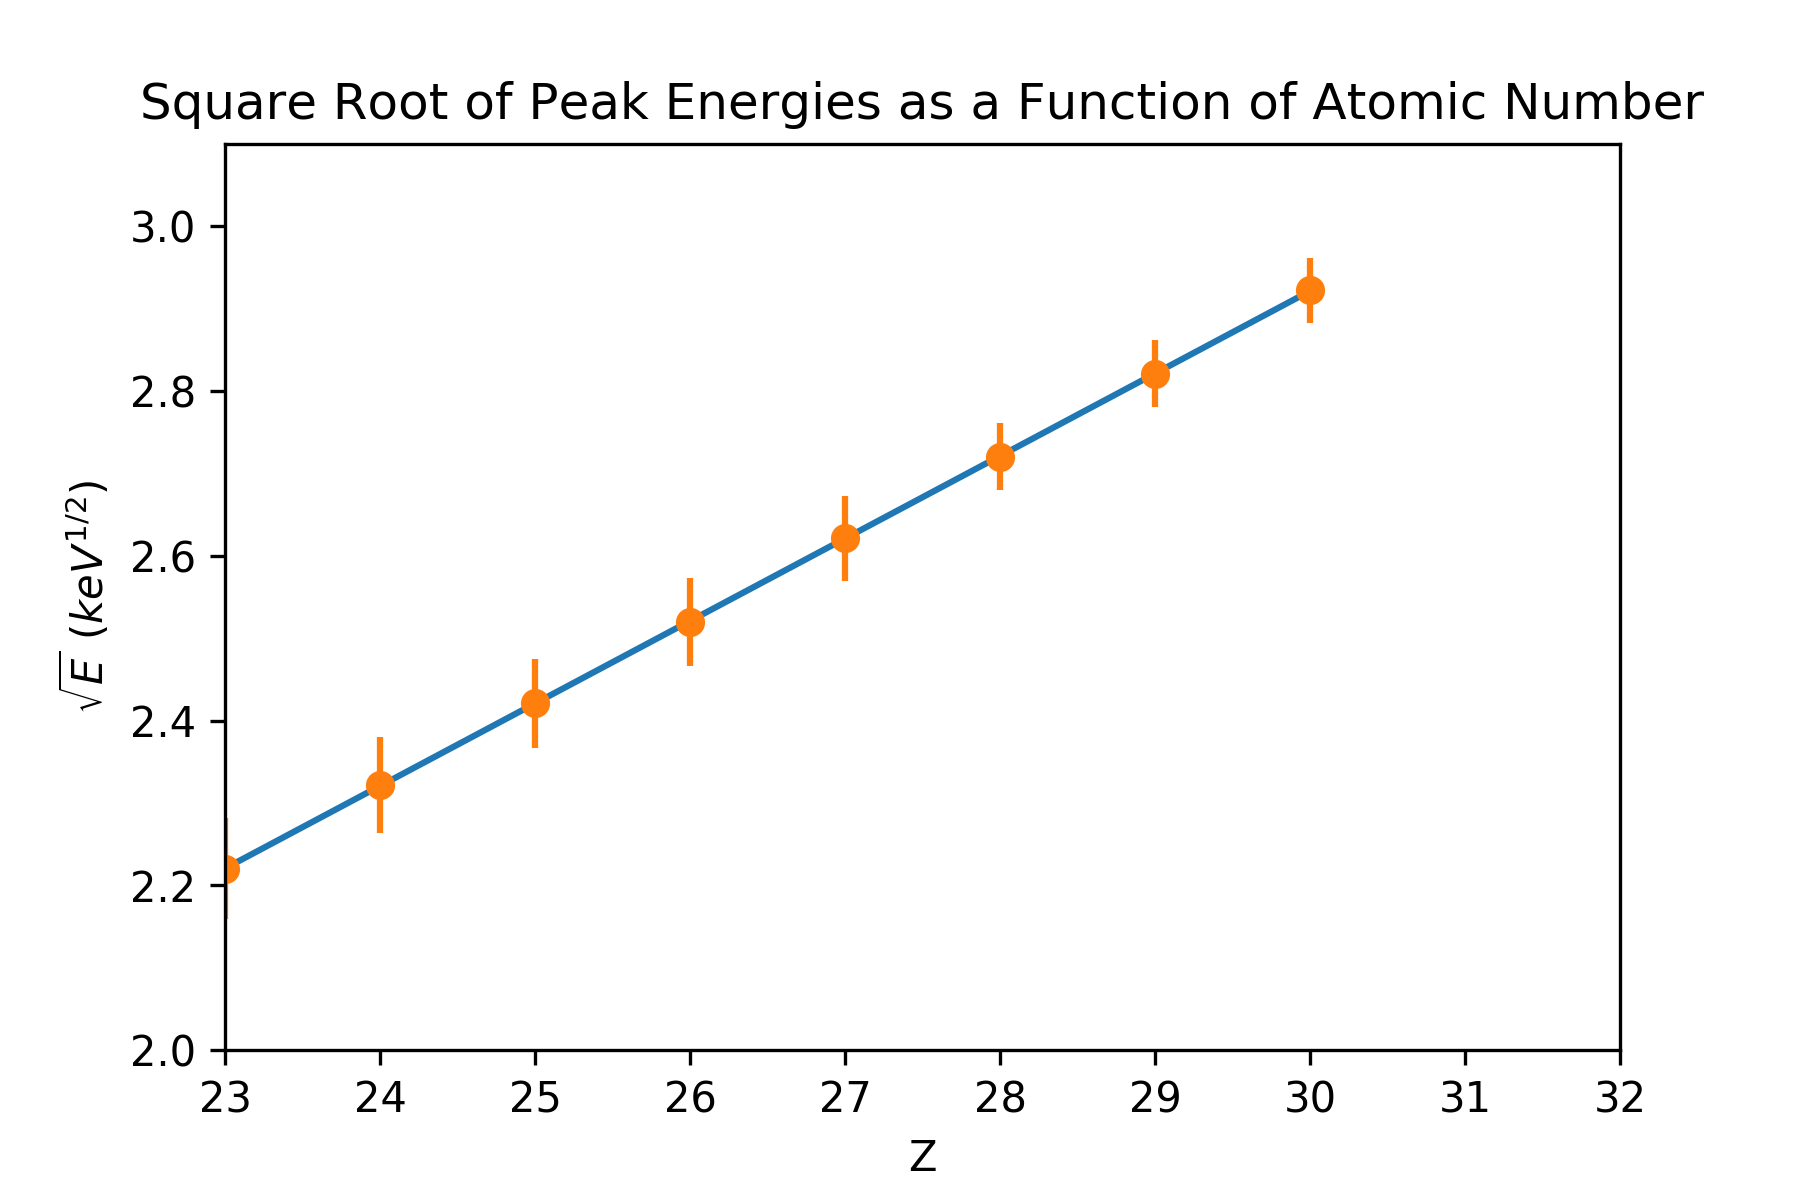 Square Root of Peak Energies as a Function of Atomic Number
3.0
2.8
2.6
2.4
2.2
2.0
√E (keV^{1/2})
23 24 25 26 27 28 29 30 31 32
Z